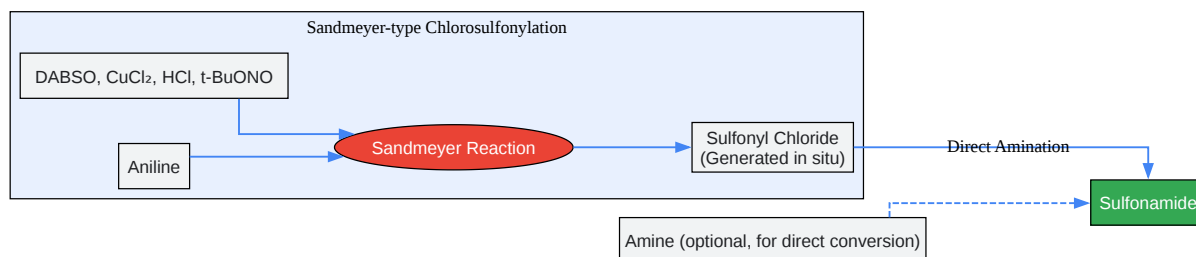 Sandmeyer-type Chlorosulfonylation
DABSO, CuCl₂, HCl, t-BuONO
Sandmeyer Reaction
Aniline
Sulfonyl Chloride
(Generated in situ)
Direct Amination
Sulfonamide
Amine (optional, for direct conversion)